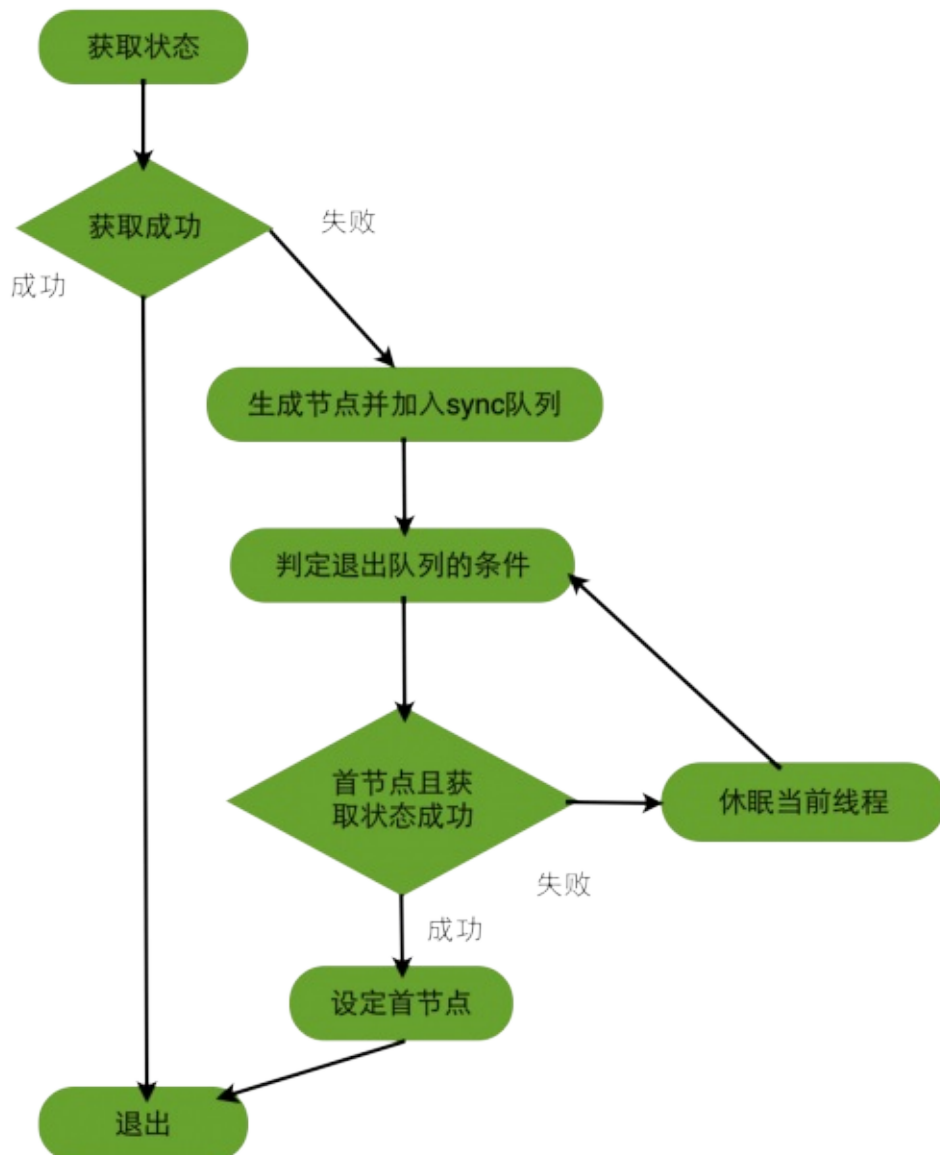 获取状态
获取成功
失败
成功
生成节点并加入sync队列
判定退出队列的条件
首节点且获
取状态成功
休眠当前线程
失败
成功
设定首节点
退出